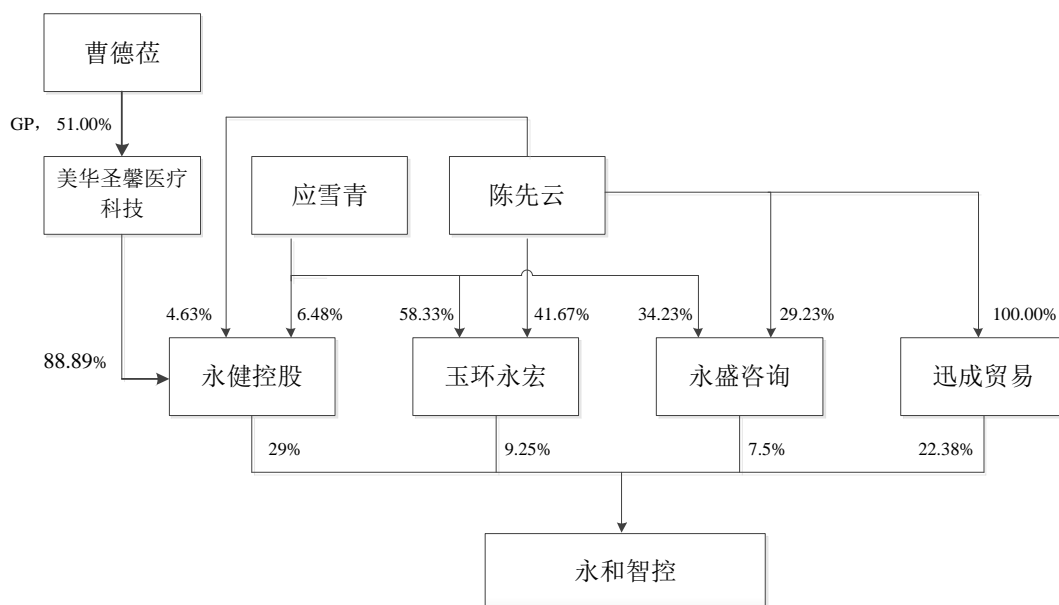 曹德莅
GP， 51.00%
美华圣馨医疗
科技
应雪青
陈先云
4.63%
6.48%
58.33%
41.67%
34.23%
29.23%
100.00%
88.89%
永健控股
玉环永宏
永盛咨询
迅成贸易
29%
9.25%
7.5%
22.38%
永和智控